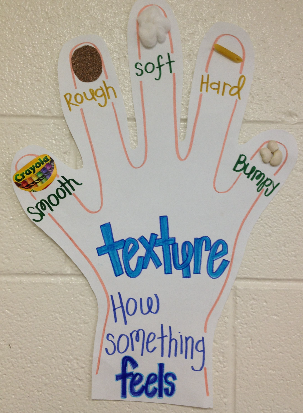 soft
Rough
Hard
Crayola
Smooth
Bumpy
texture
How
something
feels